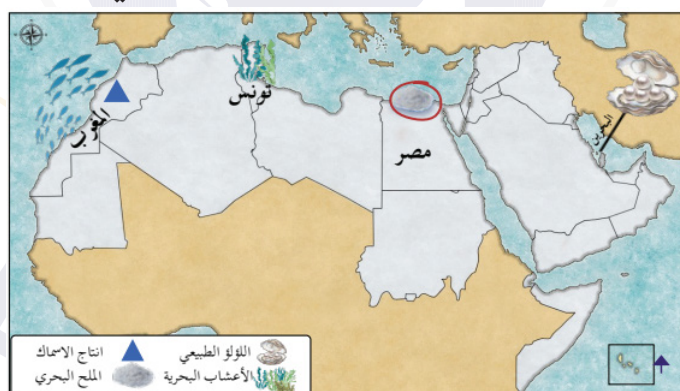 تونس
المغرب
مصر
البحرين
اللؤلؤ الطبيعي
انتاج الاسماك
الأعشاب البحرية
الملح البحري